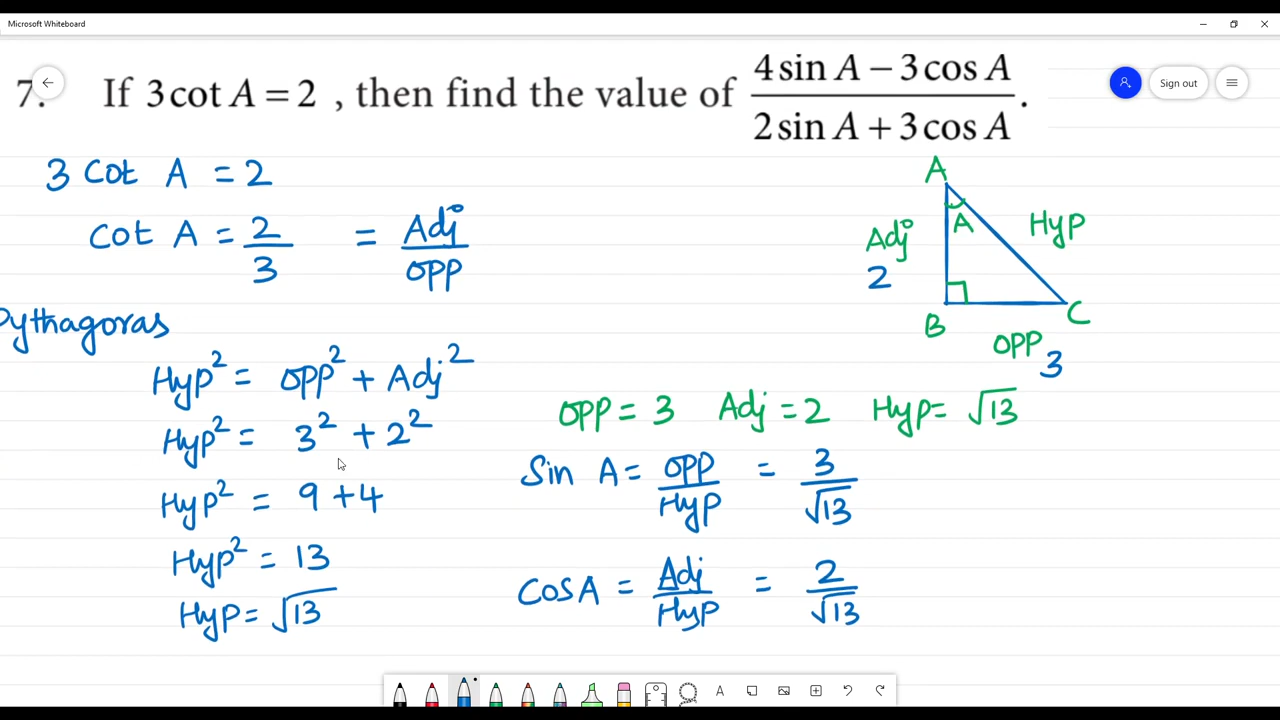 Microsoft Whiteboard
7. If 3 cot A = 2 , then find the value of (4 sin A − 3 cos A)/(2 sin A + 3 cos A).
Sign out
3 Cot A = 2
Cot A = 2/3 = Adj/OPP
Pythagoras
Hyp² = OPP² + Adj²
Hyp² = 3² + 2²
Hyp² = 9 + 4
Hyp² = 13
Hyp = √13
A
A
Adj
2
Hyp
B
C
OPP
3
OPP = 3 Adj = 2 Hyp = √13
Sin A = OPP/Hyp = 3/√13
Cos A = Adj/Hyp = 2/√13
A